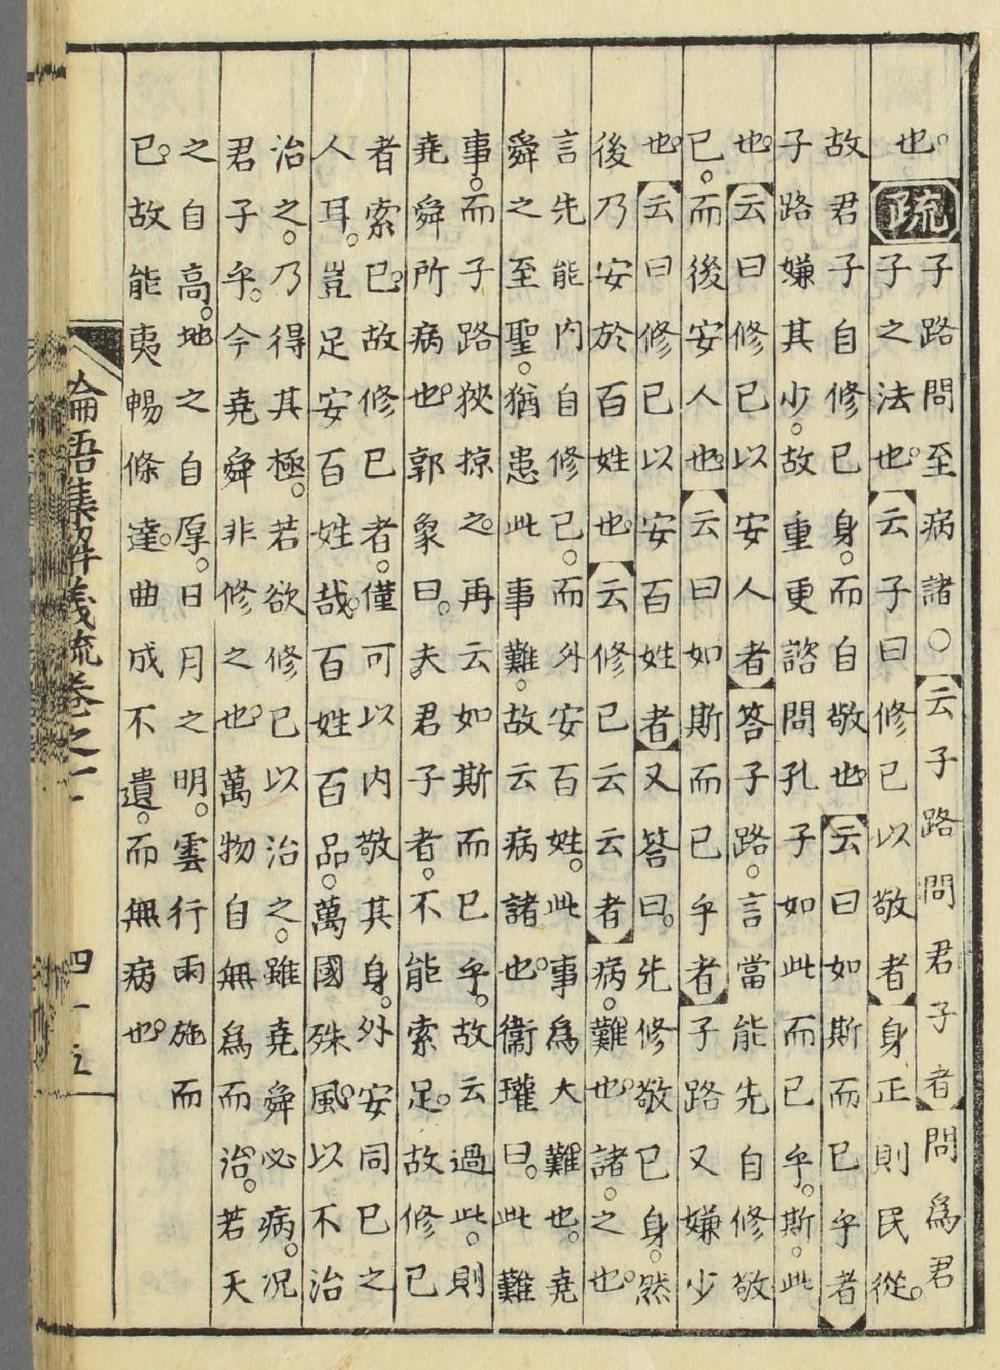 也。疏子路問至病諸○云子路問君子者問為君
子之法也。云子曰修己以敬者身正則民從。
故君子自修己身。而自敬也。云曰如斯而已乎者
子路嫌其少。故重更諮問孔子如此而已乎。斯。此
也。云曰修己以安人者答子路。言當能先自修敬
已。而後安人也。云曰如斯而已乎者子路又嫌少
也。云曰修己以安百姓者又答曰。先修敬己身。然
後乃安於百姓也。云修己云云者病。難也。諸。之也。
言先能內自修己。而外安百姓。此事為大難也。堯
舜之至聖。猶患此事難。故云病諸也。衞瓘曰。此難
事。而子路狹掠之。再云如斯而已乎。故云過此。則
堯舜所病也。郭象曰。夫君子者。不能索足。故修己
者索己。故修己者。僅可以內敬其身。外安同己之
人耳。豈足安百姓哉。百姓百品。萬國殊風。以不治
治之。乃得其極。若欲修己以治之。雖堯舜必病。况
君子乎。今堯舜非修之也。萬物自無為而治。若天
之自高。地之自厚。日月之明。雲行雨施而
已。故能夷暢條達。曲成不遺。而無病也。
論語集解義疏卷之
四十五